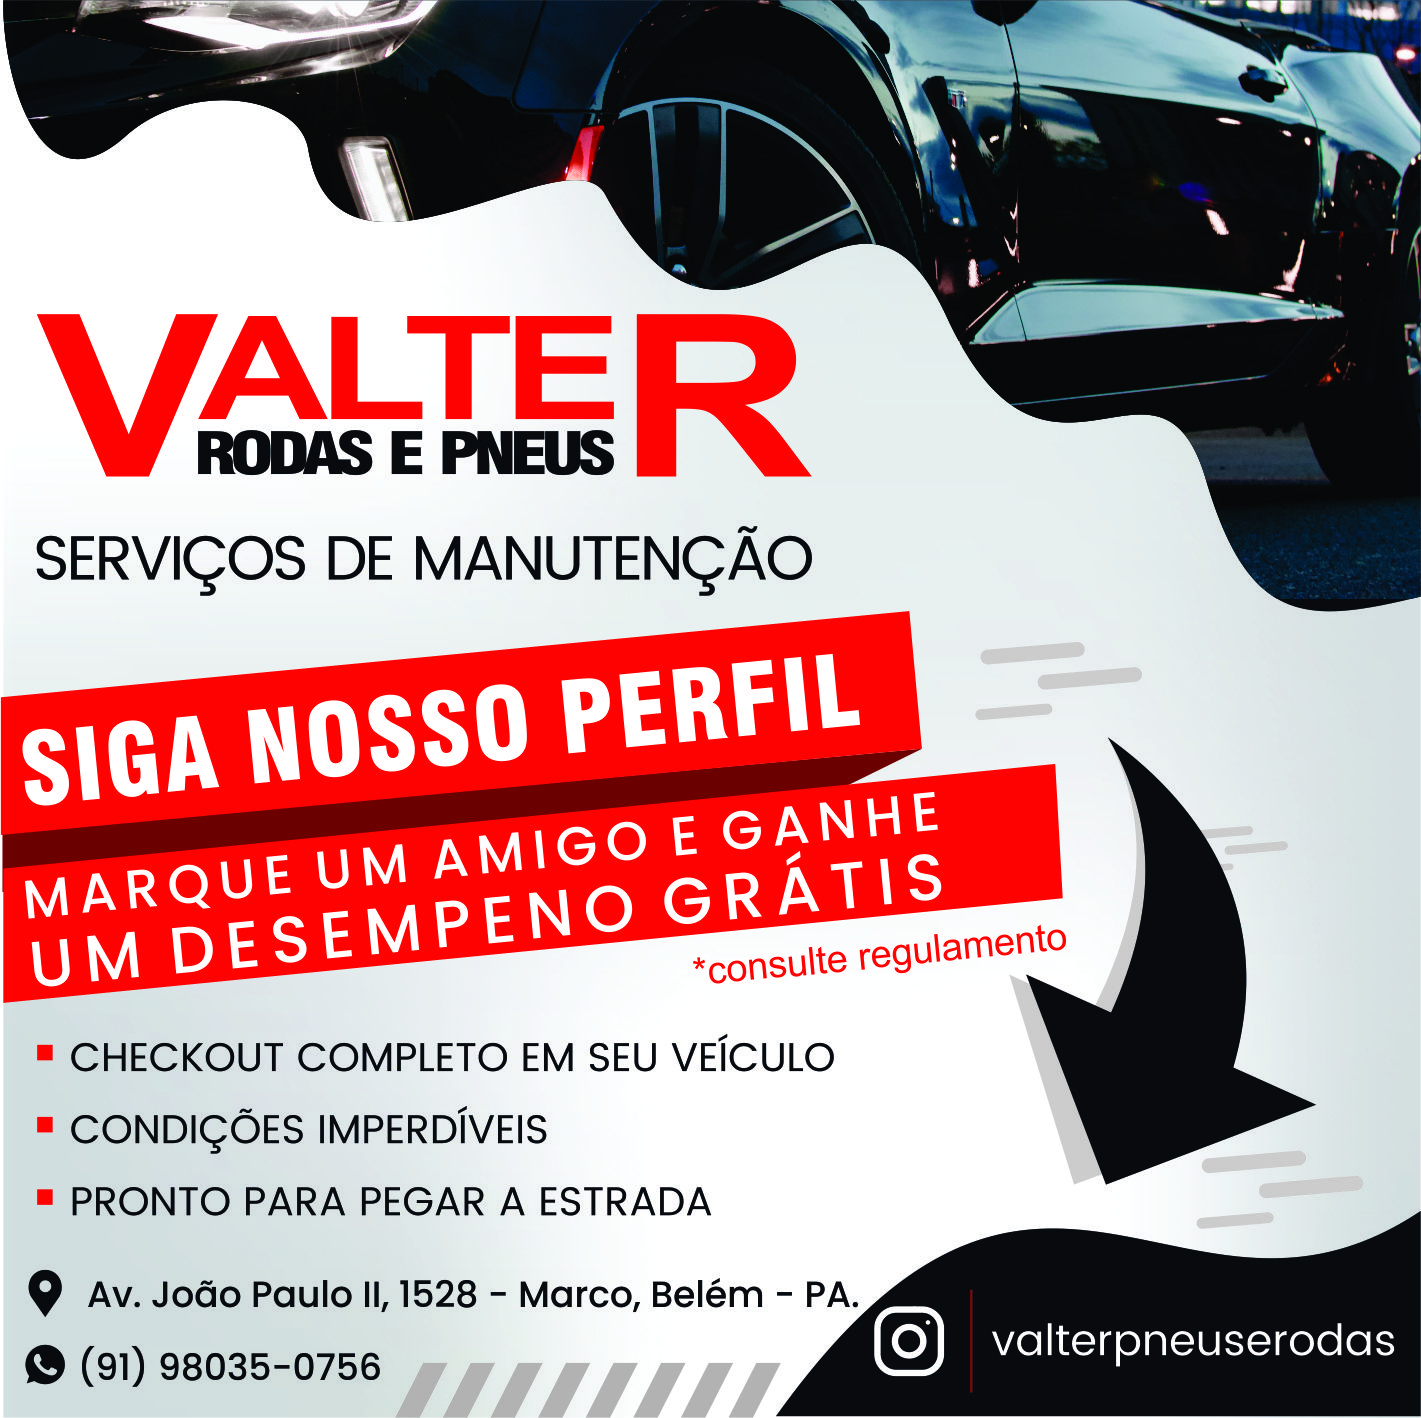 VALTER
RODAS E PNEUS
SERVIÇOS DE MANUTENÇÃO
SIGA NOSSO PERFIL
MARQUE UM AMIGO E GANHE
UM DESEMPENO GRÁTIS
*consulte regulamento
CHECKOUT COMPLETO EM SEU VEÍCULO
CONDIÇÕES IMPERDÍVEIS
PRONTO PARA PEGAR A ESTRADA
Av. João Paulo II, 1528 - Marco, Belém - PA.
(91) 98035-0756
valterpneuserodas